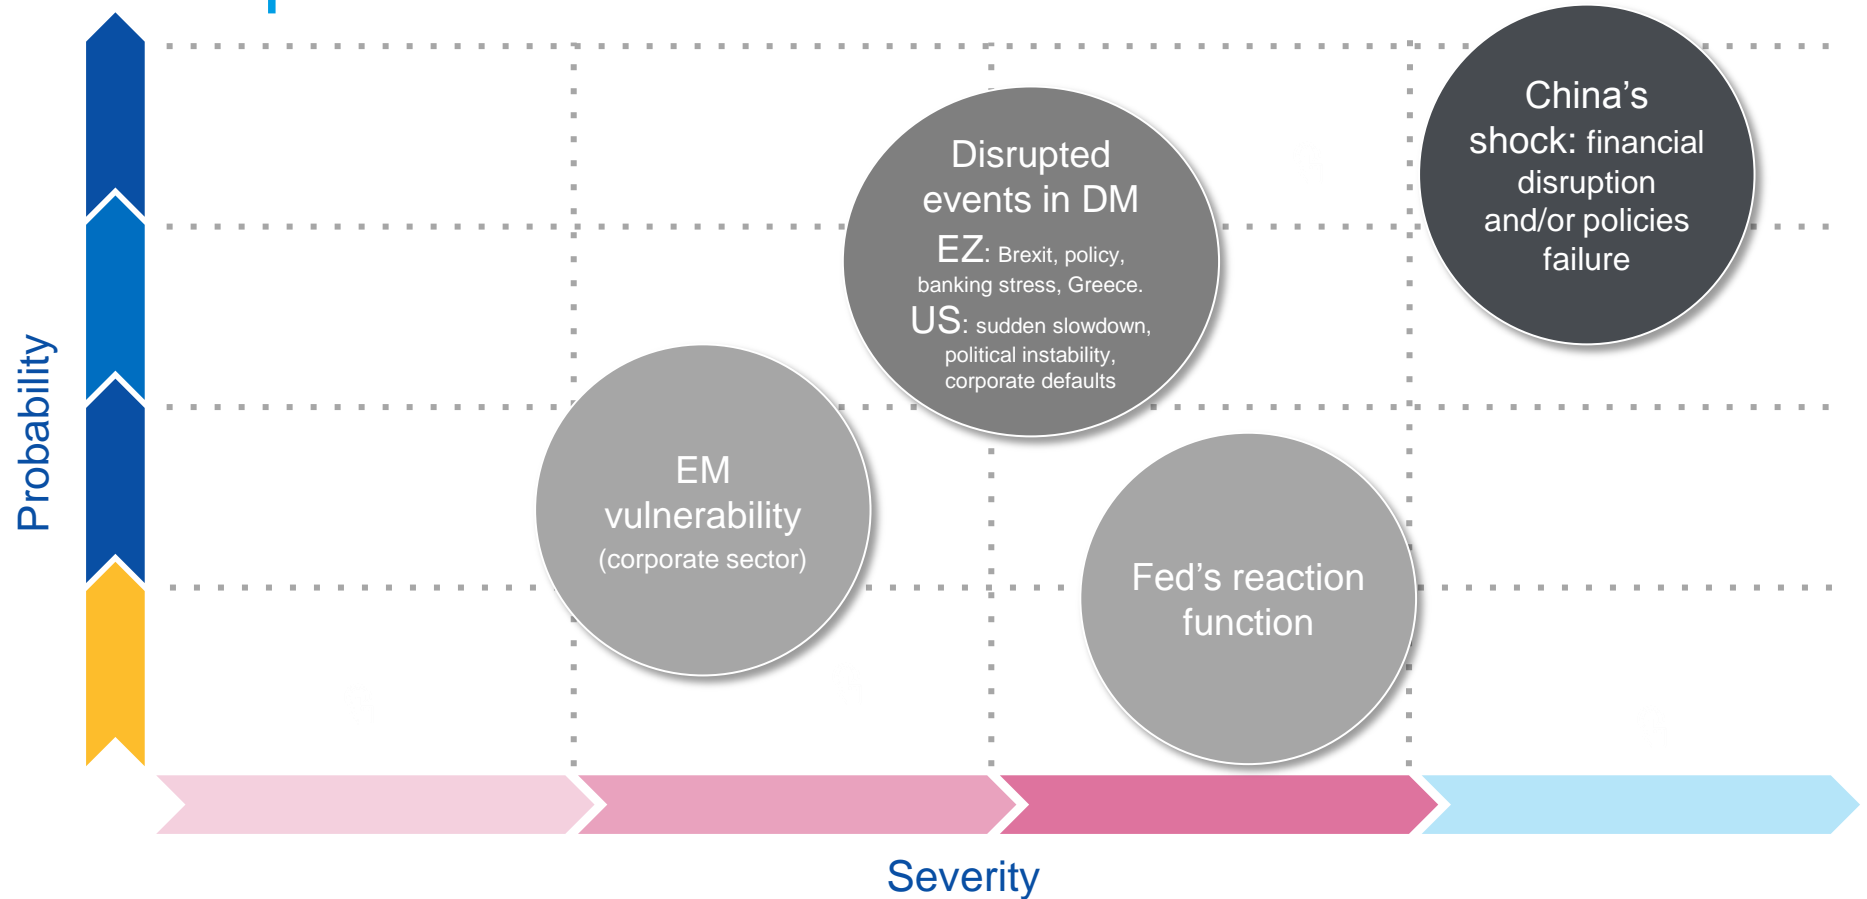 China’s
shock: financial
disruption
and/or policies
failure
Disrupted
events in DM
EZ: Brexit, policy,
banking stress, Greece.
US: sudden slowdown,
political instability,
corporate defaults
EM
vulnerability
(corporate sector)
Fed’s reaction
function
Probability
Severity